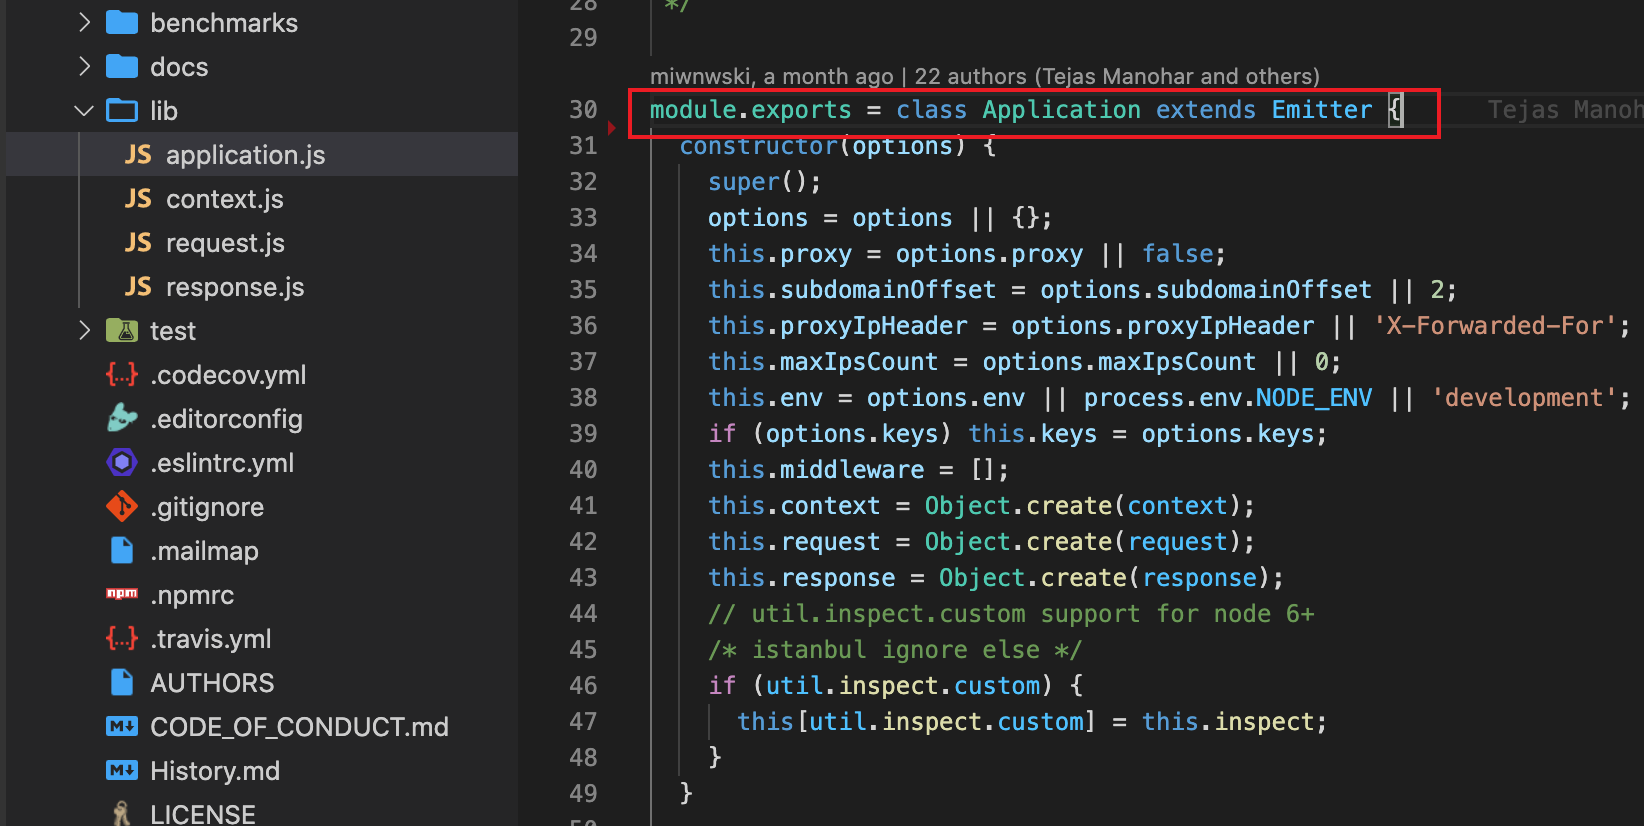 benchmarks
docs
lib
JS application.js
JS context.js
JS request.js
JS response.js
test
{...} .codecov.yml
.editorconfig
.eslintrc.yml
.gitignore
.mailmap
npm .npmrc
{...} .travis.yml
AUTHORS
M↓ CODE_OF_CONDUCT.md
M↓ History.md
LICENSE
28 */
29
miwnwski, a month ago | 22 authors (Tejas Manohar and others)
30 module.exports = class Application extends Emitter { Tejas Manoh
31 constructor(options) {
32 super();
33 options = options || {};
34 this.proxy = options.proxy || false;
35 this.subdomainOffset = options.subdomainOffset || 2;
36 this.proxyIpHeader = options.proxyIpHeader || 'X-Forwarded-For';
37 this.maxIpsCount = options.maxIpsCount || 0;
38 this.env = options.env || process.env.NODE_ENV || 'development';
39 if (options.keys) this.keys = options.keys;
40 this.middleware = [];
41 this.context = Object.create(context);
42 this.request = Object.create(request);
43 this.response = Object.create(response);
44 // util.inspect.custom support for node 6+
45 /* istanbul ignore else */
46 if (util.inspect.custom) {
47 this[util.inspect.custom] = this.inspect;
48 }
49 }